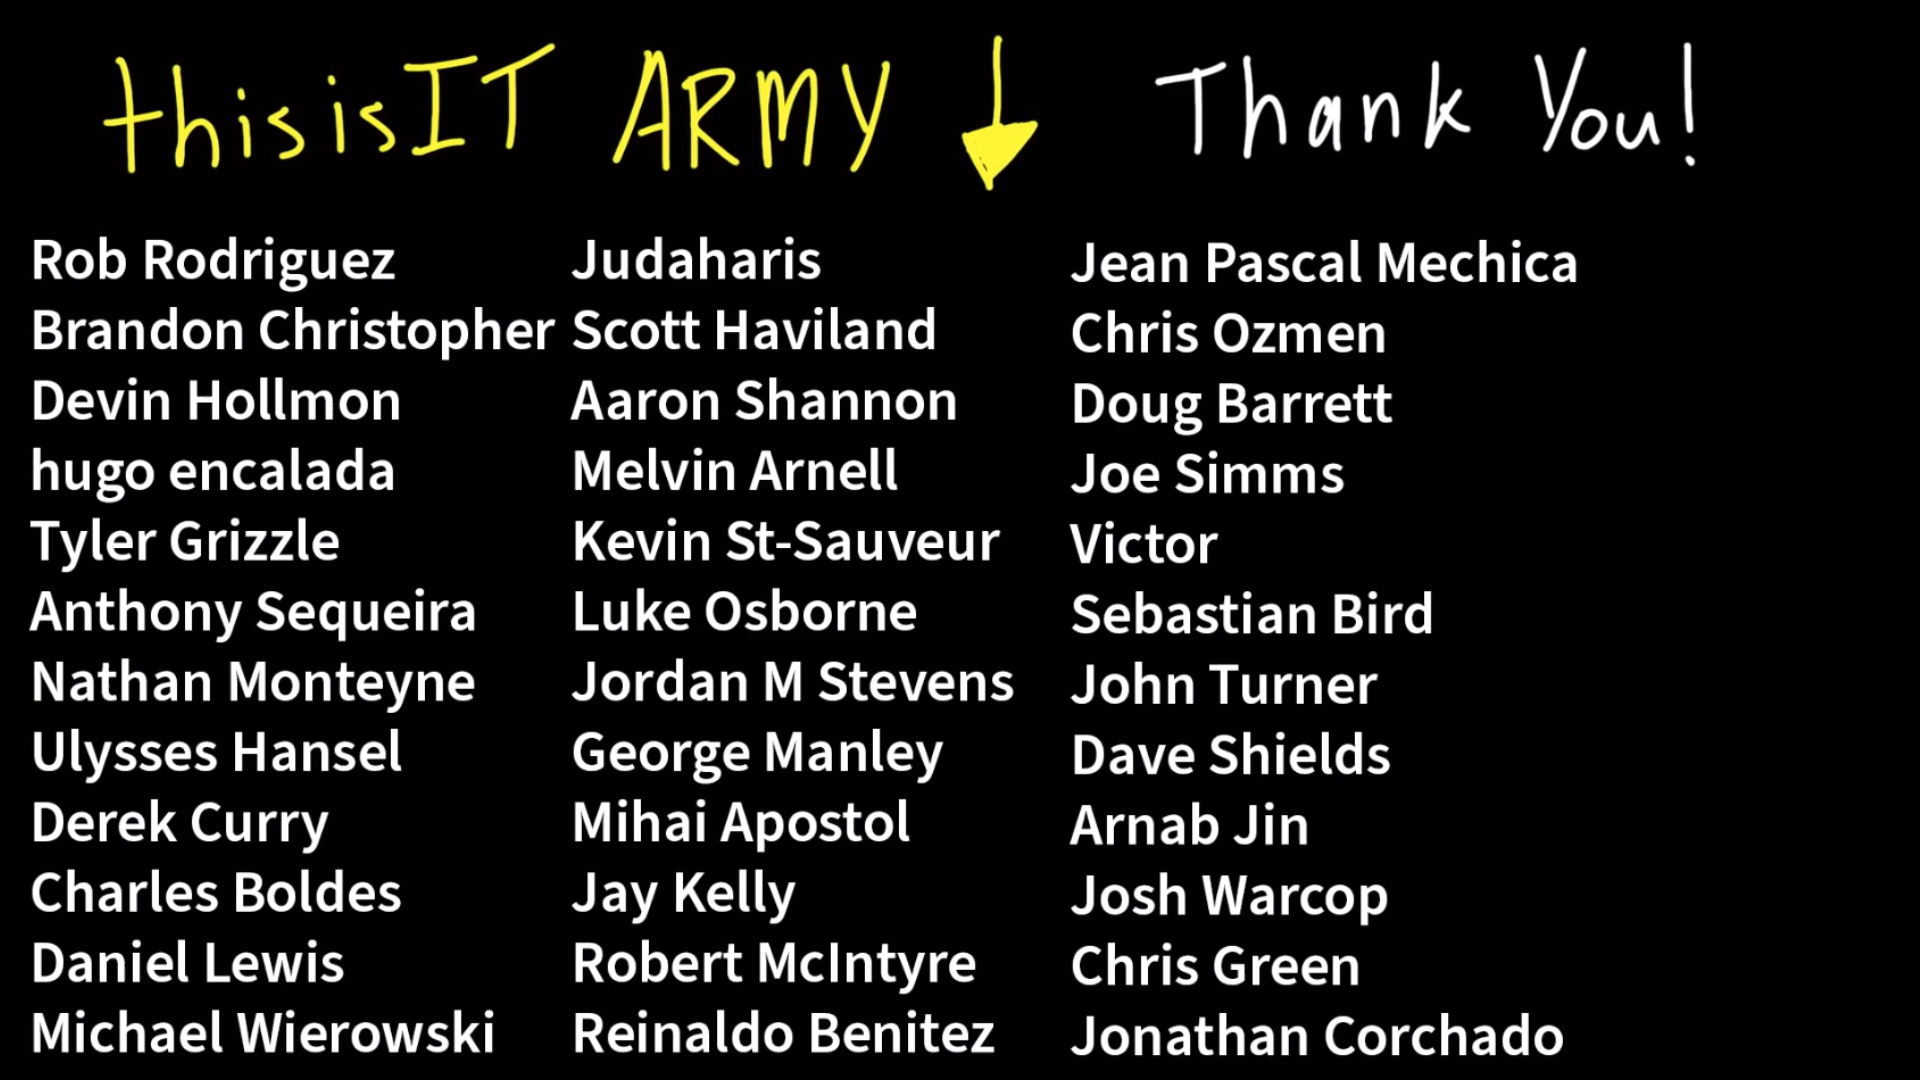 thisisIT ARMY Thank You!
Rob Rodriguez
Brandon Christopher
Devin Hollmon
hugo encalada
Tyler Grizzle
Anthony Sequeira
Nathan Monteyne
Ulysses Hansel
Derek Curry
Charles Boldes
Daniel Lewis
Michael Wierowski
Judaharis
Scott Haviland
Aaron Shannon
Melvin Arnell
Kevin St-Sauveur
Luke Osborne
Jordan M Stevens
George Manley
Mihai Apostol
Jay Kelly
Robert McIntyre
Reinaldo Benitez
Jean Pascal Mechica
Chris Ozmen
Doug Barrett
Joe Simms
Victor
Sebastian Bird
John Turner
Dave Shields
Arnab Jin
Josh Warcop
Chris Green
Jonathan Corchado